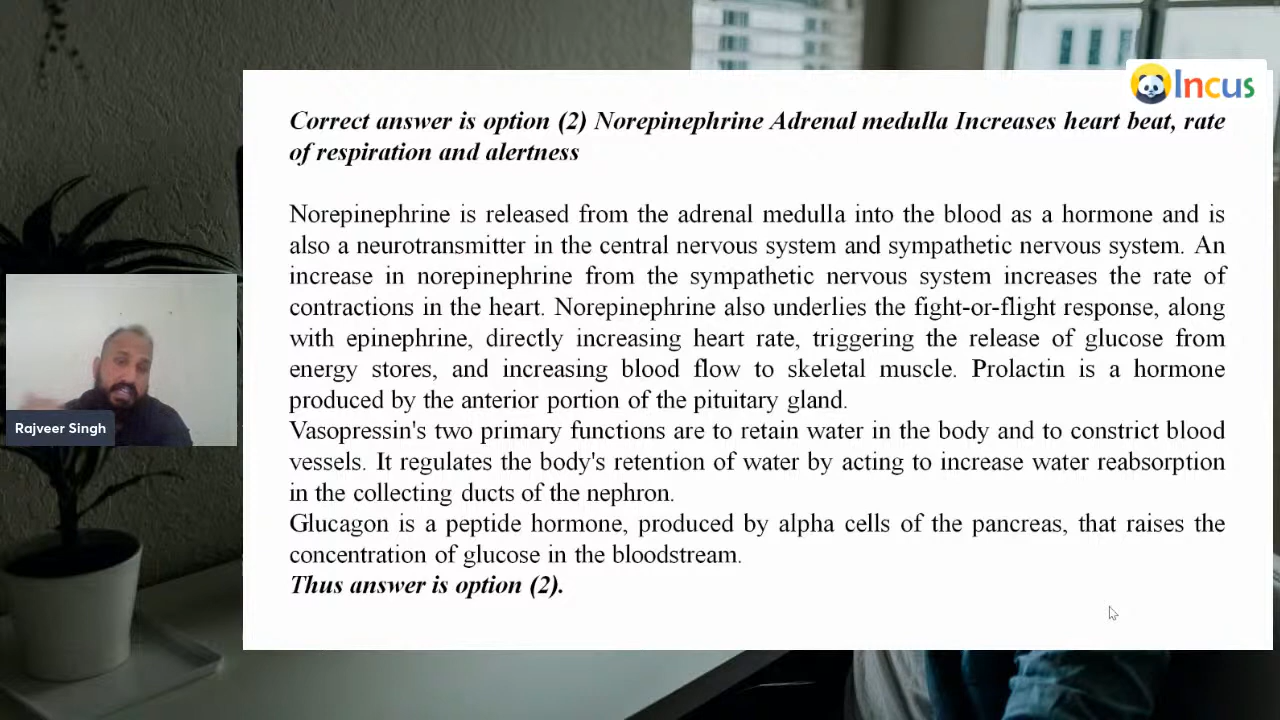 Incus
Correct answer is option (2) Norepinephrine Adrenal medulla Increases heart beat, rate
of respiration and alertness
Norepinephrine is released from the adrenal medulla into the blood as a hormone and is
also a neurotransmitter in the central nervous system and sympathetic nervous system. An
increase in norepinephrine from the sympathetic nervous system increases the rate of
contractions in the heart. Norepinephrine also underlies the fight-or-flight response, along
with epinephrine, directly increasing heart rate, triggering the release of glucose from
energy stores, and increasing blood flow to skeletal muscle. Prolactin is a hormone
produced by the anterior portion of the pituitary gland.
Vasopressin's two primary functions are to retain water in the body and to constrict blood
vessels. It regulates the body's retention of water by acting to increase water reabsorption
in the collecting ducts of the nephron.
Glucagon is a peptide hormone, produced by alpha cells of the pancreas, that raises the
concentration of glucose in the bloodstream.
Thus answer is option (2).
Rajveer Singh